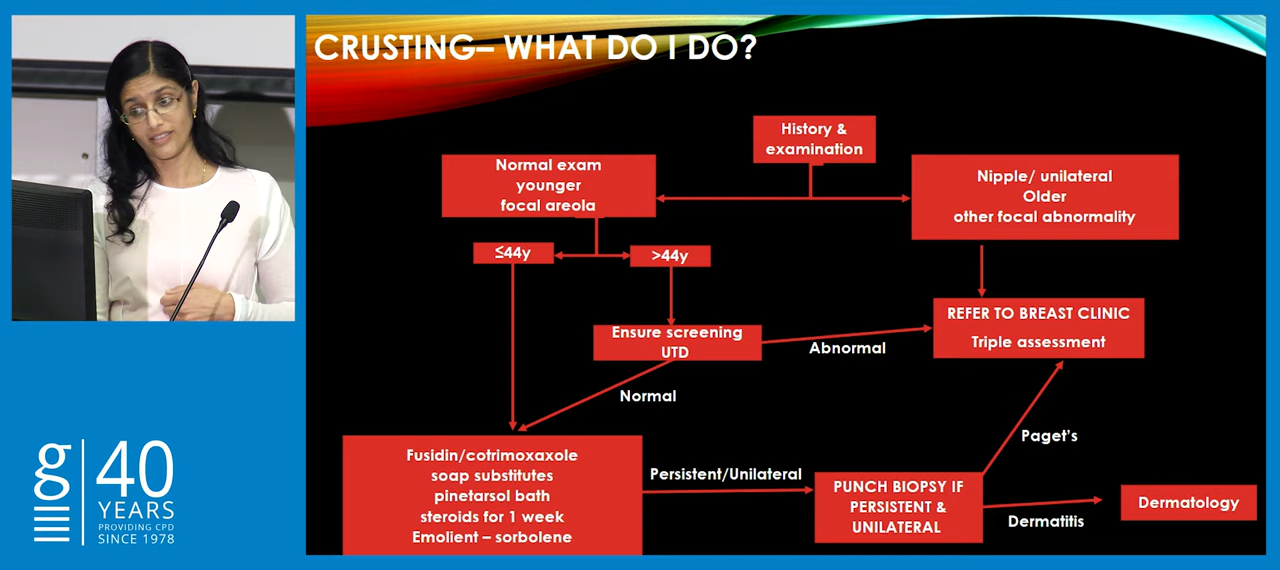 CRUSTING– WHAT DO I DO?
History &
examination
Normal exam
younger
focal areola
Nipple/ unilateral
Older
other focal abnormality
≤44y
>44y
Ensure screening
UTD
Abnormal
REFER TO BREAST CLINIC
Triple assessment
Normal
Fusidin/cotrimoxaxole
soap substitutes
pinetarsol bath
steroids for 1 week
Emolient – sorbolene
Persistent/Unilateral
PUNCH BIOPSY IF
PERSISTENT &
UNILATERAL
Paget's
Dermatitis
Dermatology
g
40
YEARS
PROVIDING CPD
SINCE 1978